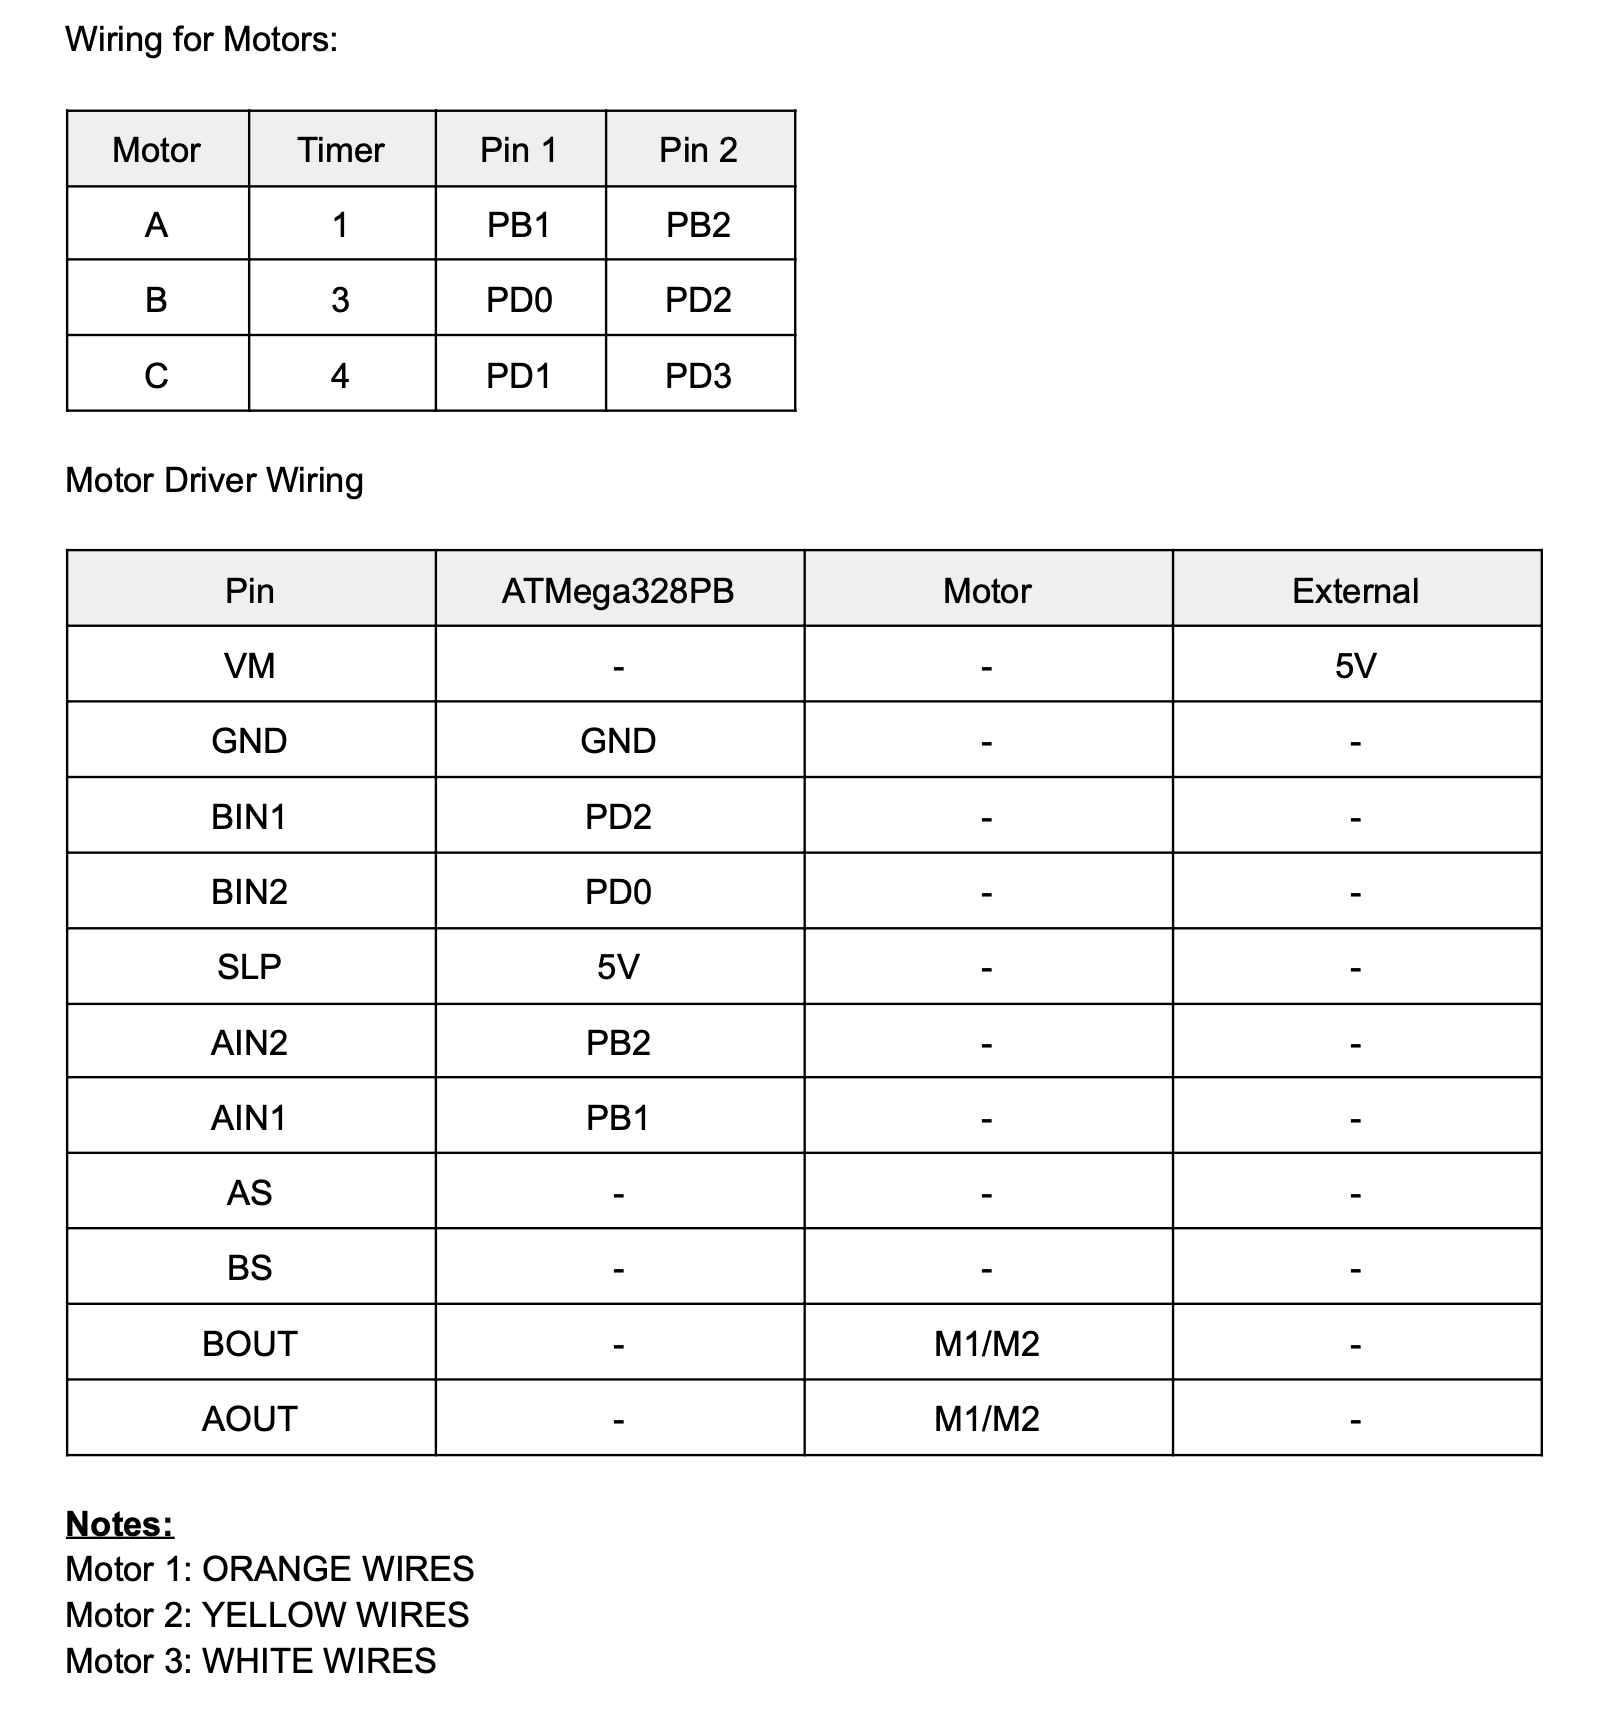 Wiring for Motors:
Motor Timer Pin 1 Pin 2
A 1 PB1 PB2
B 3 PD0 PD2
C 4 PD1 PD3
Motor Driver Wiring
Pin ATMega328PB Motor External
VM - - 5V
GND GND - -
BIN1 PD2 - -
BIN2 PD0 - -
SLP 5V - -
AIN2 PB2 - -
AIN1 PB1 - -
AS - - -
BS - - -
BOUT - M1/M2 -
AOUT - M1/M2 -
Notes:
Motor 1: ORANGE WIRES
Motor 2: YELLOW WIRES
Motor 3: WHITE WIRES